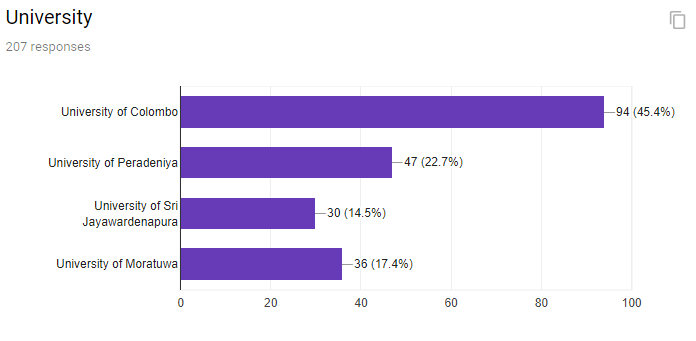 University
207 responses
University of Colombo
94 (45.4%)
University of Peradeniya
47 (22.7%)
University of Sri
Jayawardenapura
30 (14.5%)
University of Moratuwa
36 (17.4%)
0 20 40 60 80 100